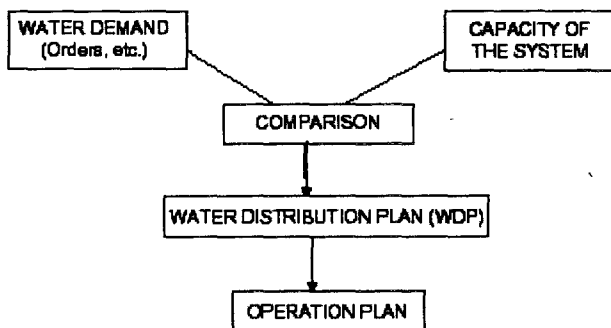 WATER DEMAND
(Orders, etc.)
CAPACITY OF
THE SYSTEM
COMPARISON
WATER DISTRIBUTION PLAN (WDP)
OPERATION PLAN